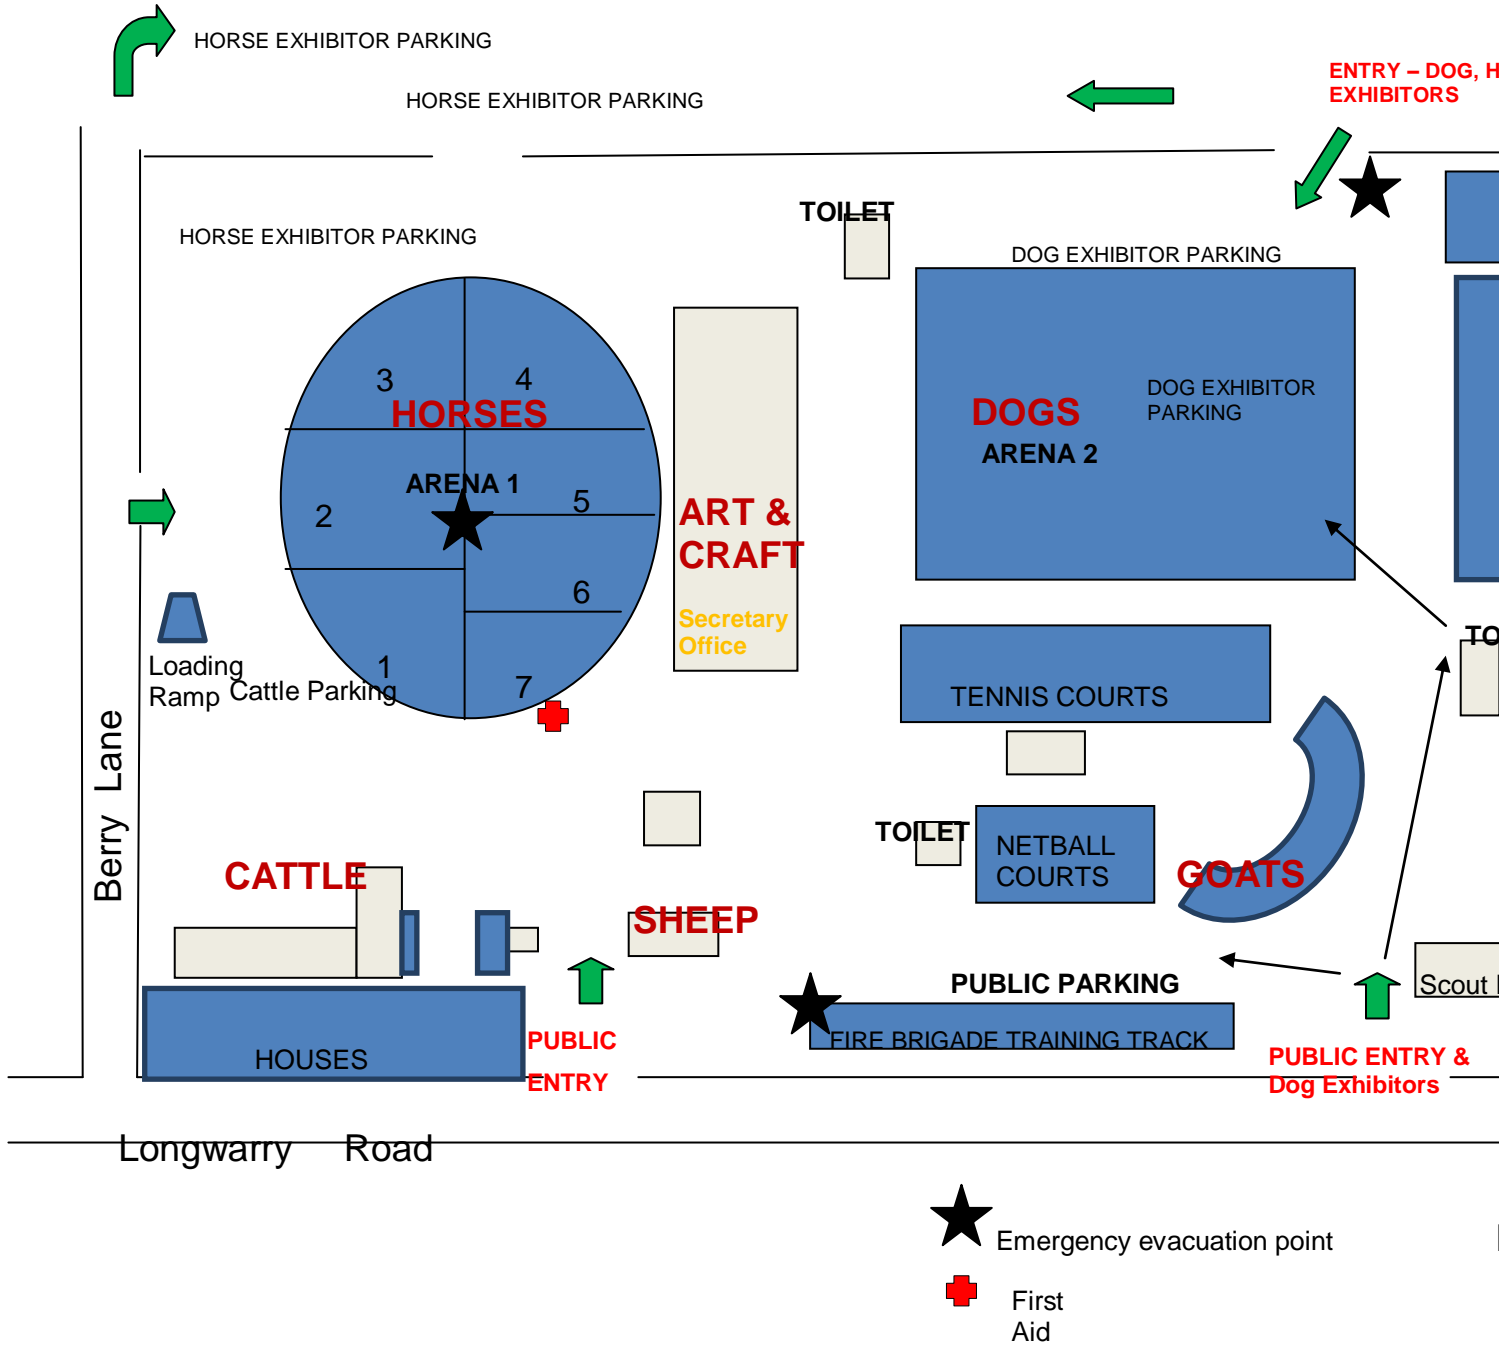 HORSE EXHIBITOR PARKING
ENTRY – DOG, H
EXHIBITORS
HORSE EXHIBITOR PARKING
TOILET
HORSE EXHIBITOR PARKING
DOG EXHIBITOR PARKING
3
4
HORSES
DOG EXHIBITOR
PARKING
DOGS
ARENA 2
ARENA 1
2
5
ART &
CRAFT
6
Secretary
Office
TO
Loading
Ramp
Cattle Parking
1
7
TENNIS COURTS
Berry Lane
TOILET
NETBALL
COURTS
CATTLE
GOATS
SHEEP
PUBLIC PARKING
Scout
FIRE BRIGADE TRAINING TRACK
HOUSES
PUBLIC
ENTRY
PUBLIC ENTRY &
Dog Exhibitors
Longwarry Road
Emergency evacuation point
First
Aid